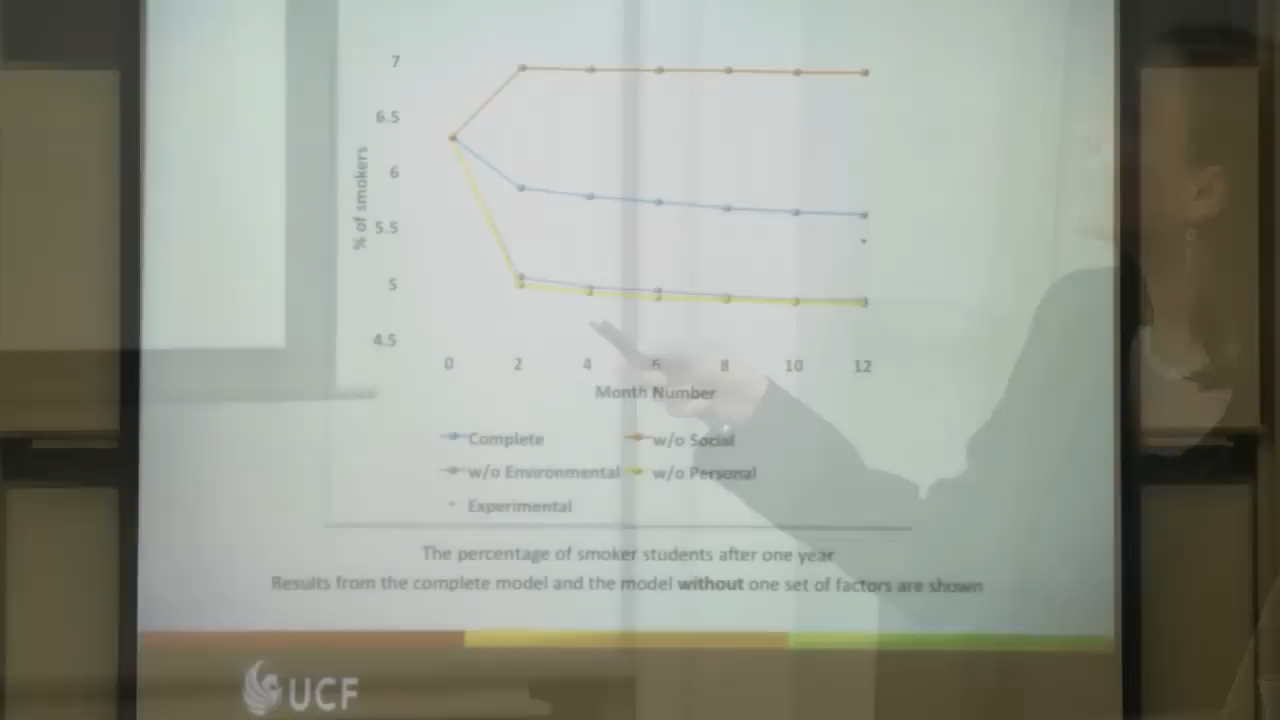 7
6.5
6
5.5
5
4.5
% of smokers
0 2 4 6 8 10 12
Month Number
Complete w/o Social
w/o Environmental w/o Personal
Experimental
The percentage of smoker students after one year
Results from the complete model and the model without one set of factors are shown
UCF